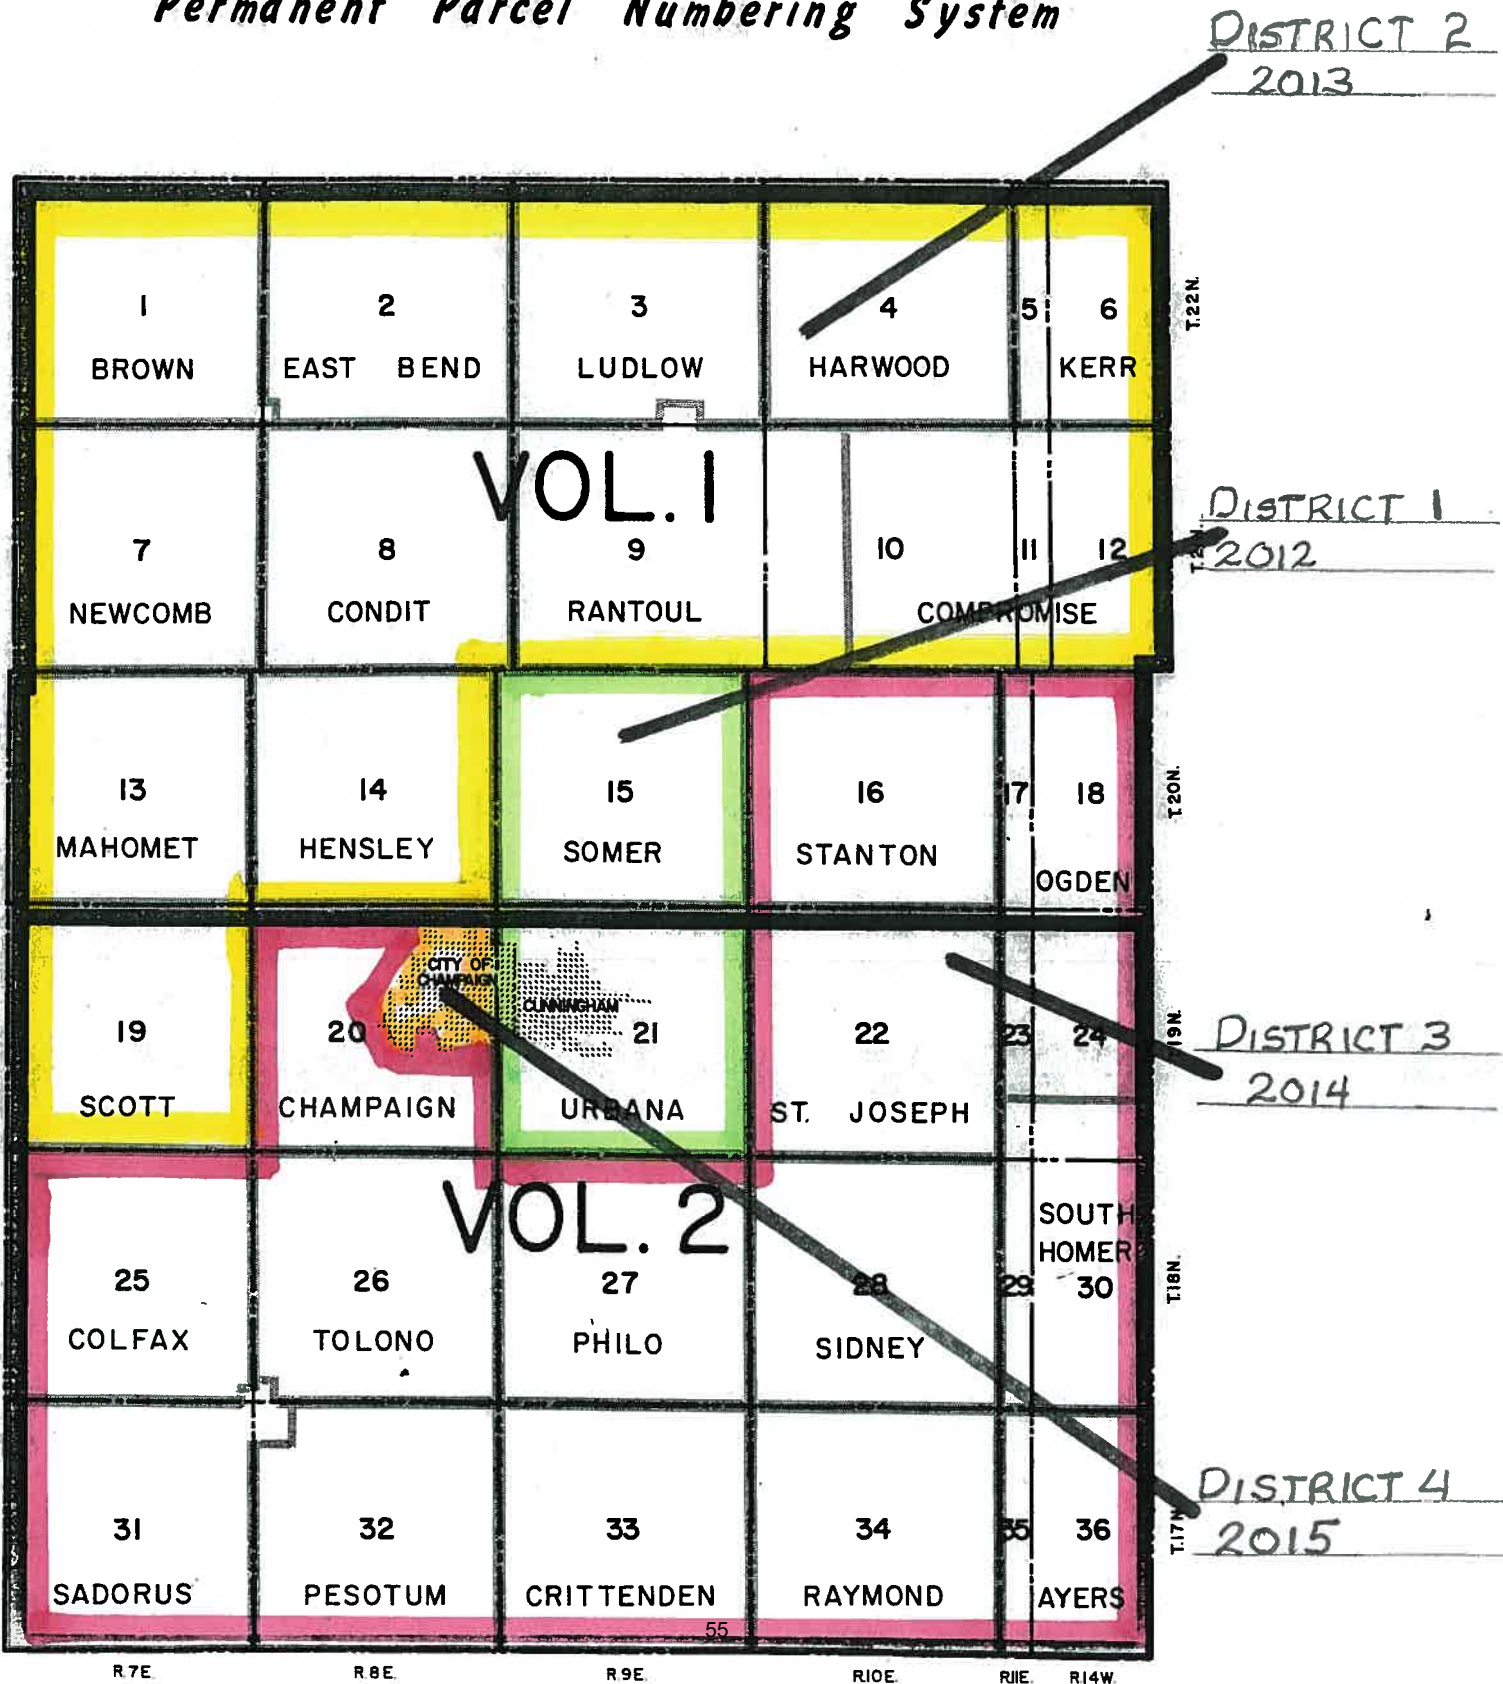 Permanent Parcel Numbering System
DISTRICT 2
2013
1 2 3 4 5 6
BROWN EAST BEND LUDLOW HARWOOD KERR
T.22N.
VOL. 1
DISTRICT 1
2012
7 8 9 10 11 12
NEWCOMB CONDIT RANTOUL COMPROMISE
13 14 15 16 17 18
MAHOMET HENSLEY SOMER STANTON OGDEN
T.20N.
CITY OF
CHAMPAIGN
CUNNINGHAM
19 20 21 22 23 24
SCOTT CHAMPAIGN URBANA ST. JOSEPH
T.19N.
DISTRICT 3
2014
VOL. 2
SOUTH
HOMER
25 26 27 28 29 30
COLFAX TOLONO PHILO SIDNEY
T.18N.
DISTRICT 4
2015
31 32 33 34 35 36
SADORUS PESOTUM CRITTENDEN RAYMOND AYERS
T.17N
55
R.7E. R.8E. R.9E. R.10E. R.11E. R.14W.